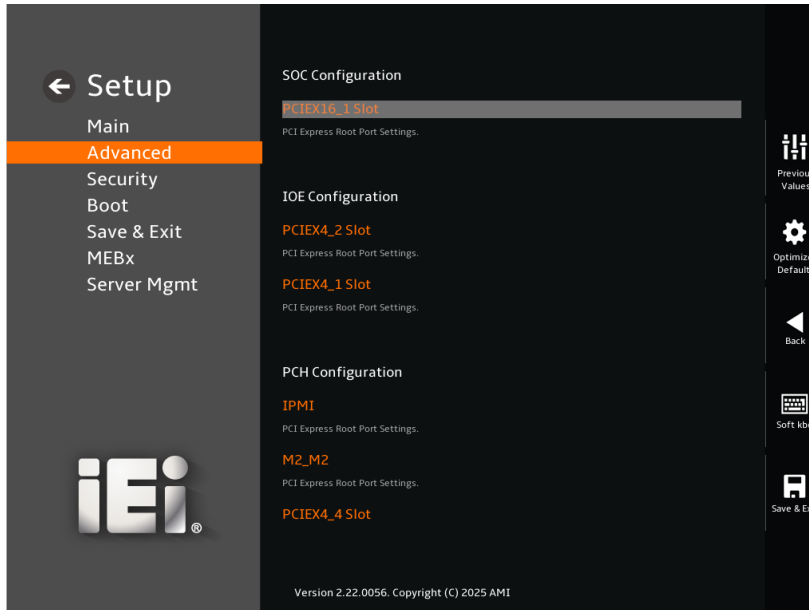 Setup
Main
Advanced
Security
Boot
Save & Exit
MEBx
Server Mgmt
iEi®
SOC Configuration
PCIEX16_1 Slot
PCI Express Root Port Settings.
IOE Configuration
PCIEX4_2 Slot
PCI Express Root Port Settings.
PCIEX4_1 Slot
PCI Express Root Port Settings.
PCH Configuration
IPMI
PCI Express Root Port Settings.
M2_M2
PCI Express Root Port Settings.
PCIEX4_4 Slot
Version 2.22.0056. Copyright (C) 2025 AMI
Values
Back
Soft
Save &